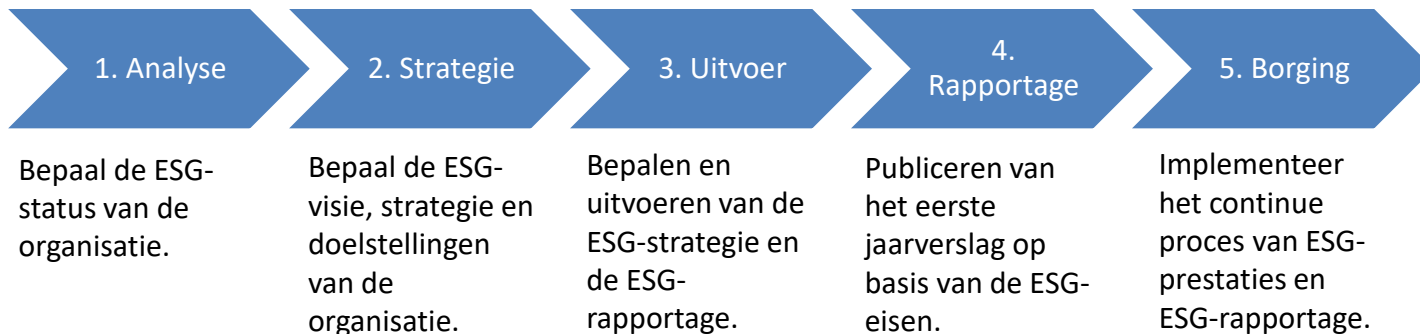 1. Analyse
2. Strategie
3. Uitvoer
4.
Rapportage
5. Borging
Bepaal de ESG-
status van de
organisatie.
Bepaal de ESG-
visie, strategie en
doelstellingen
van de
organisatie.
Bepalen en
uitvoeren van de
ESG-strategie en
de ESG-
rapportage.
Publiceren van
het eerste
jaarverslag op
basis van de ESG-
eisen.
Implementeer
het continue
proces van ESG-
prestaties en
ESG-rapportage.